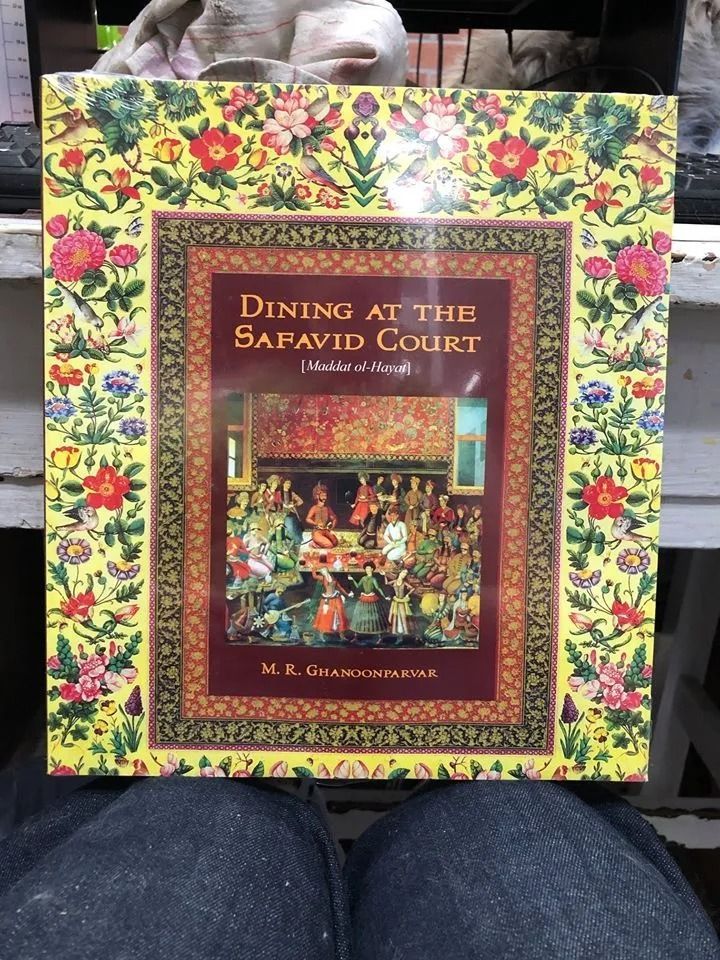 DINING AT THE
SAFAVID COURT
[Maddat ol-Hayat]
M. R. GHANOONPARVAR